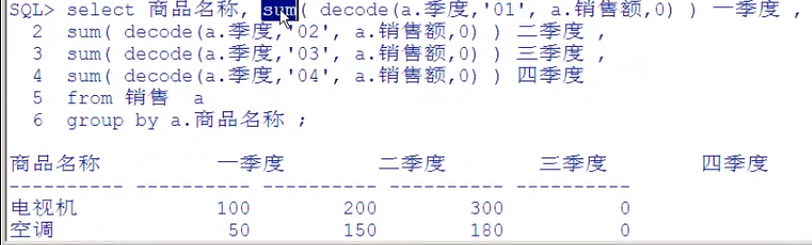 SQL> select 商品名称, sum( decode(a.季度,'01', a.销售额,0) ) 一季度 ,
2 sum( decode(a.季度,'02', a.销售额,0) ) 二季度 ,
3 sum( decode(a.季度,'03', a.销售额,0) ) 三季度 ,
4 sum( decode(a.季度,'04', a.销售额,0) ) 四季度
5 from 销售 a
6 group by a.商品名称 ;
商品名称 一季度 二季度 三季度 四季度
---------- ---------- ---------- ---------- ----------
电视机 100 200 300 0
空调 50 150 180 0